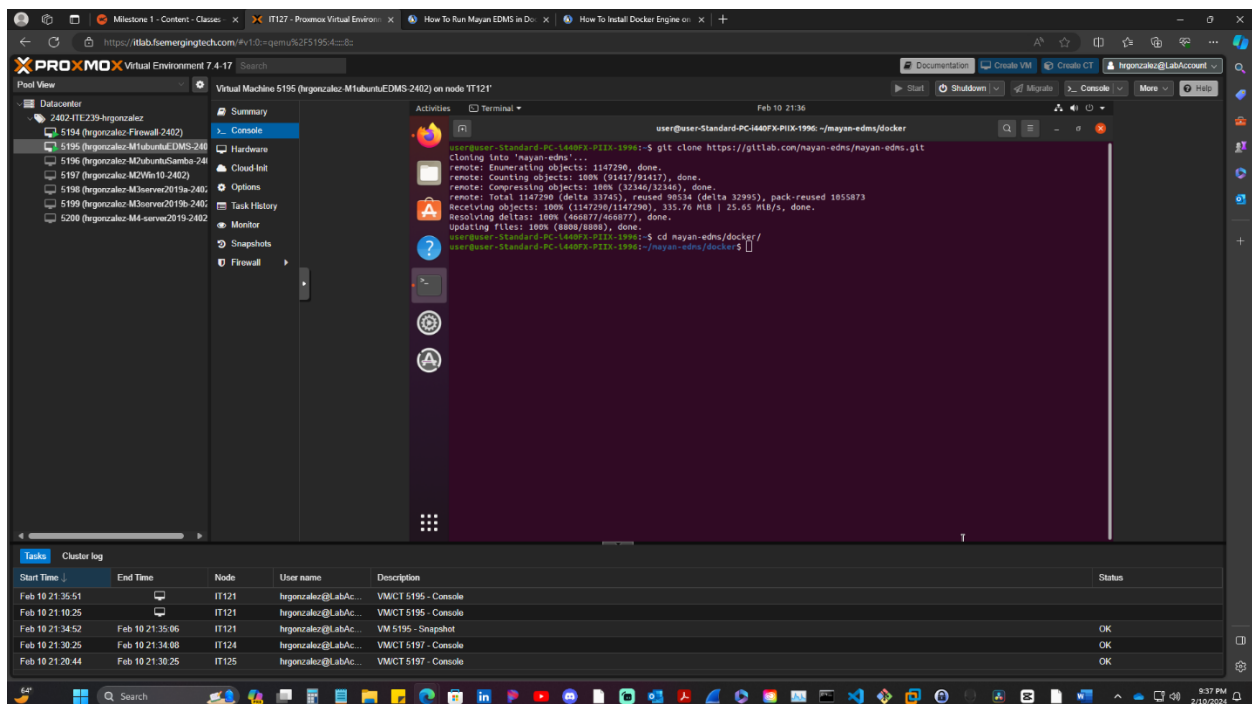 Milestone 1 - Content - Classes
IT127 - Proxmox Virtual Environm
How To Run Mayan EDMS in Doc
How To Install Docker Engine on
https://itlab.fsemergingtech.com/#v1:0:=qemu%2F5195:4:::::8::
PROXMOX Virtual Environment 7.4-17 Search
Documentation Create VM Create CT hrgonzalez@LabAccount
Pool View
Virtual Machine 5195 (hrgonzalez-M1ubuntuEDMS-2402) on node 'IT121'
Start Shutdown Migrate Console More Help
Datacenter
2402-ITE239-hrgonzalez
5194 (hrgonzalez-Firewall-2402)
5195 (hrgonzalez-M1ubuntuEDMS-240
5196 (hrgonzalez-M2ubuntuSamba-24
5197 (hrgonzalez-M2Win10-2402)
5198 (hrgonzalez-M3server2019a-240
5199 (hrgonzalez-M3server2019b-240
5200 (hrgonzalez-M4-server2019-2402
Summary
>_ Console
Hardware
Cloud-Init
Options
Task History
Monitor
Snapshots
Firewall
Activities Terminal Feb 10 21:36
user@user-Standard-PC-i440FX-PIIX-1996: ~/mayan-edms/docker
user@user-Standard-PC-i440FX-PIIX-1996:~$ git clone https://gitlab.com/mayan-edms/mayan-edms.git
Cloning into 'mayan-edms'...
remote: Enumerating objects: 1147290, done.
remote: Counting objects: 100% (91417/91417), done.
remote: Compressing objects: 100% (32346/32346), done.
remote: Total 1147290 (delta 33745), reused 90534 (delta 32995), pack-reused 1055873
Receiving objects: 100% (1147290/1147290), 335.76 MiB | 25.65 MiB/s, done.
Resolving deltas: 100% (466877/466877), done.
Updating files: 100% (8808/8808), done.
user@user-Standard-PC-i440FX-PIIX-1996:~$ cd mayan-edms/docker/
user@user-Standard-PC-i440FX-PIIX-1996:~/mayan-edms/docker$
Tasks Cluster log
Start Time End Time Node User name Description Status
Feb 10 21:35:51 IT121 hrgonzalez@LabAc... VM/CT 5195 - Console
Feb 10 21:10:25 IT121 hrgonzalez@LabAc... VM/CT 5195 - Console
Feb 10 21:34:52 Feb 10 21:35:06 IT121 hrgonzalez@LabAc... VM 5195 - Snapshot OK
Feb 10 21:30:25 Feb 10 21:34:08 IT124 hrgonzalez@LabAc... VM/CT 5197 - Console OK
Feb 10 21:20:44 Feb 10 21:30:25 IT125 hrgonzalez@LabAc... VM/CT 5197 - Console OK
64°
Search
9:37 PM
2/10/2024